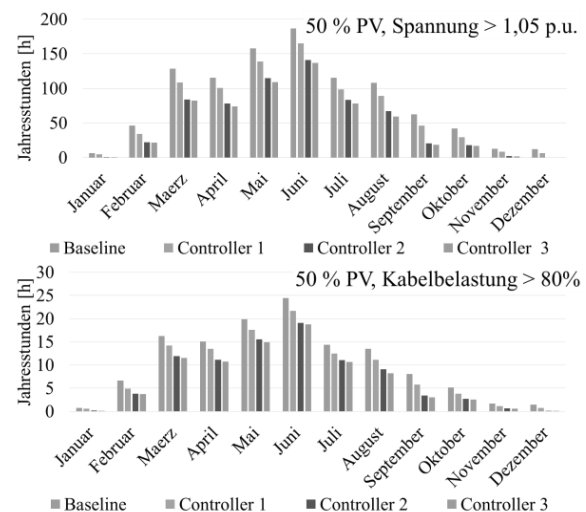 50 % PV, Spannung > 1,05 p.u.
Jahresstunden [h]
200
150
100
50
0
Januar
Februar
Maerz
April
Mai
Juni
Juli
August
September
Oktober
November
Dezember
Baseline Controller 1 Controller 2 Controller 3
50 % PV, Kabelbelastung > 80%
Jahresstunden [h]
30
25
20
15
10
5
0
Januar
Februar
Maerz
April
Mai
Juni
Juli
August
September
Oktober
November
Dezember
Baseline Controller 1 Controller 2 Controller 3